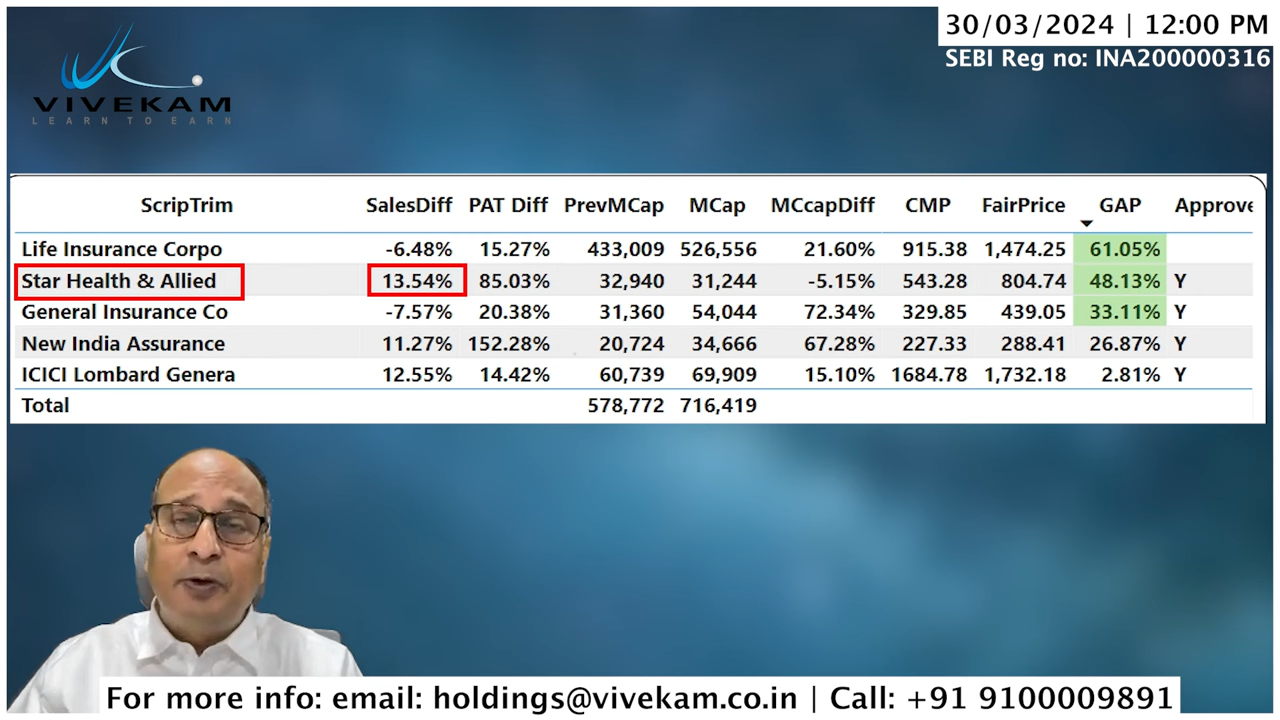 30/03/2024 | 12:00 PM
SEBI Reg no: INA200000316
VIVEKAM
LEARN TO EARN
ScripTrim SalesDiff PAT Diff PrevMCap MCap MCcapDiff CMP FairPrice GAP Approve
Life Insurance Corpo -6.48% 15.27% 433,009 526,556 21.60% 915.38 1,474.25 61.05%
Star Health & Allied 13.54% 85.03% 32,940 31,244 -5.15% 543.28 804.74 48.13% Y
General Insurance Co -7.57% 20.38% 31,360 54,044 72.34% 329.85 439.05 33.11% Y
New India Assurance 11.27% 152.28% 20,724 34,666 67.28% 227.33 288.41 26.87% Y
ICICI Lombard Genera 12.55% 14.42% 60,739 69,909 15.10% 1684.78 1,732.18 2.81% Y
Total 578,772 716,419
For more info: email: holdings@vivekam.co.in | Call: +91 9100009891